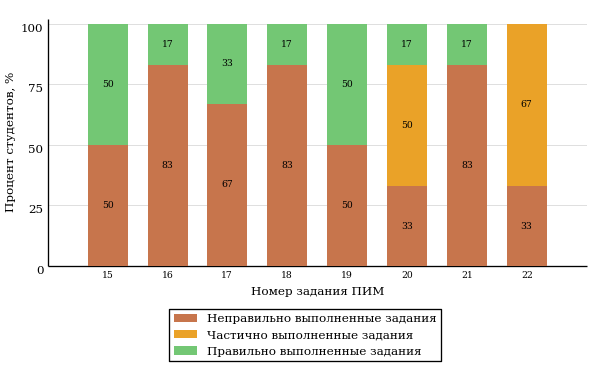 Процент студентов, %
100
75
50
25
0
50 17 33 17 50 17 17 67
50 83 67 83 50 50 83 33
33
15 16 17 18 19 20 21 22
Номер задания ПИМ
Неправильно выполненные задания
Частично выполненные задания
Правильно выполненные задания